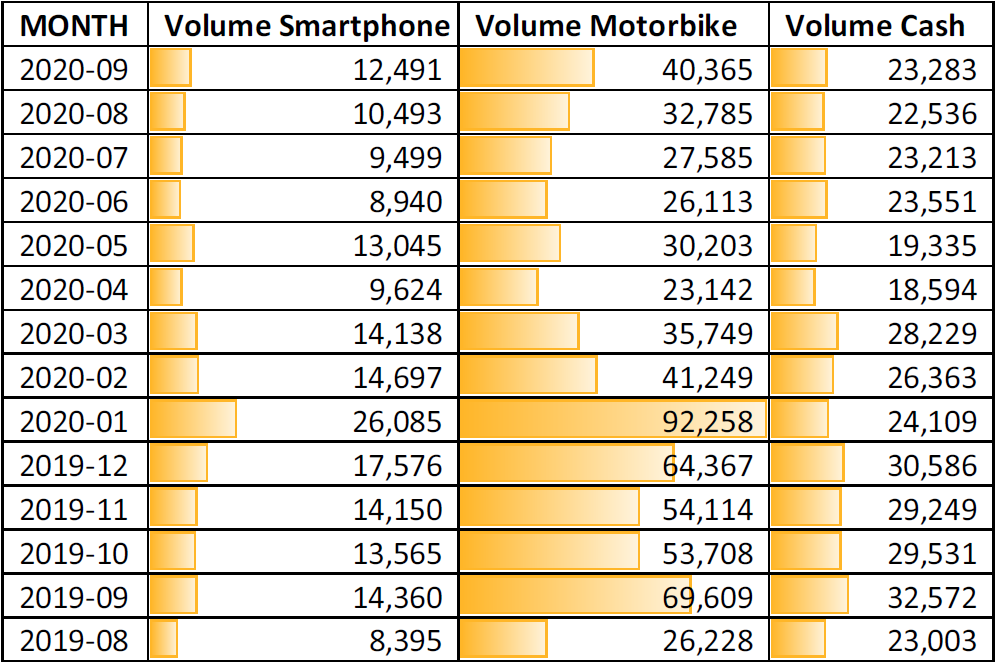 MONTH Volume Smartphone Volume Motorbike Volume Cash
2020-09 12,491 40,365 23,283
2020-08 10,493 32,785 22,536
2020-07 9,499 27,585 23,213
2020-06 8,940 26,113 23,551
2020-05 13,045 30,203 19,335
2020-04 9,624 23,142 18,594
2020-03 14,138 35,749 28,229
2020-02 14,697 41,249 26,363
2020-01 26,085 92,258 24,109
2019-12 17,576 64,367 30,586
2019-11 14,150 54,114 29,249
2019-10 13,565 53,708 29,531
2019-09 14,360 69,609 32,572
2019-08 8,395 26,228 23,003